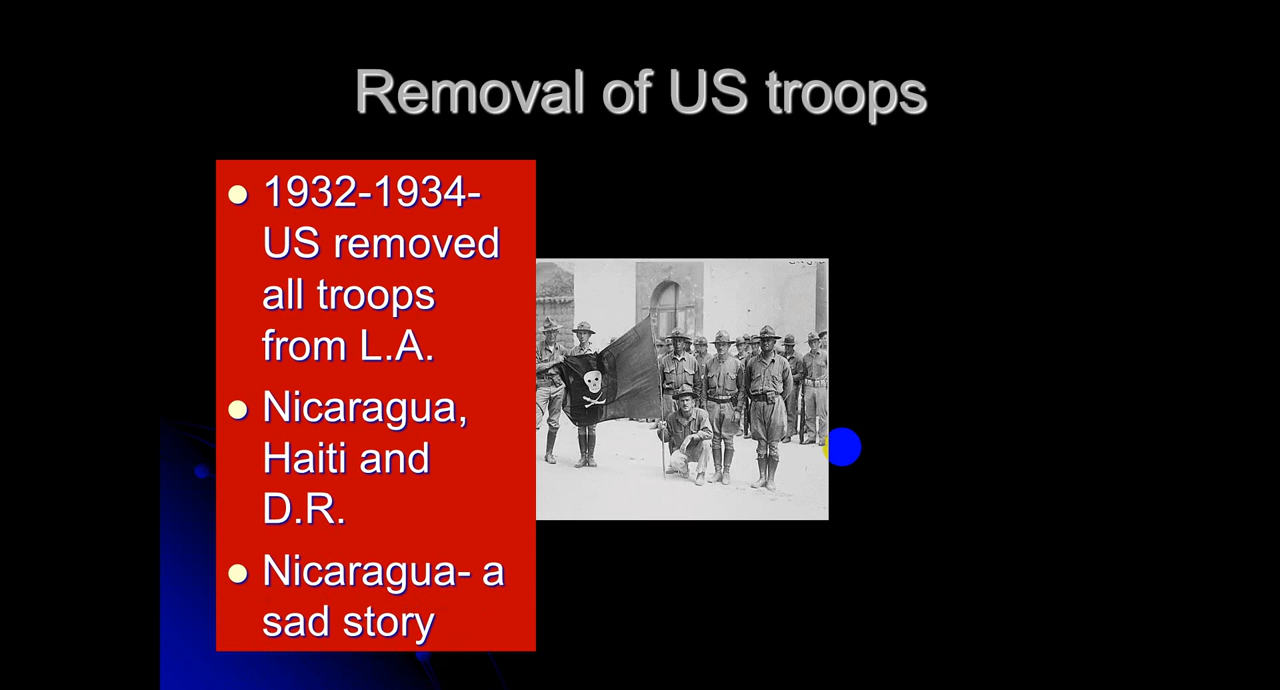 Removal of US troops
1932-1934-
US removed
all troops
from L.A.
Nicaragua,
Haiti and
D.R.
Nicaragua- a
sad story